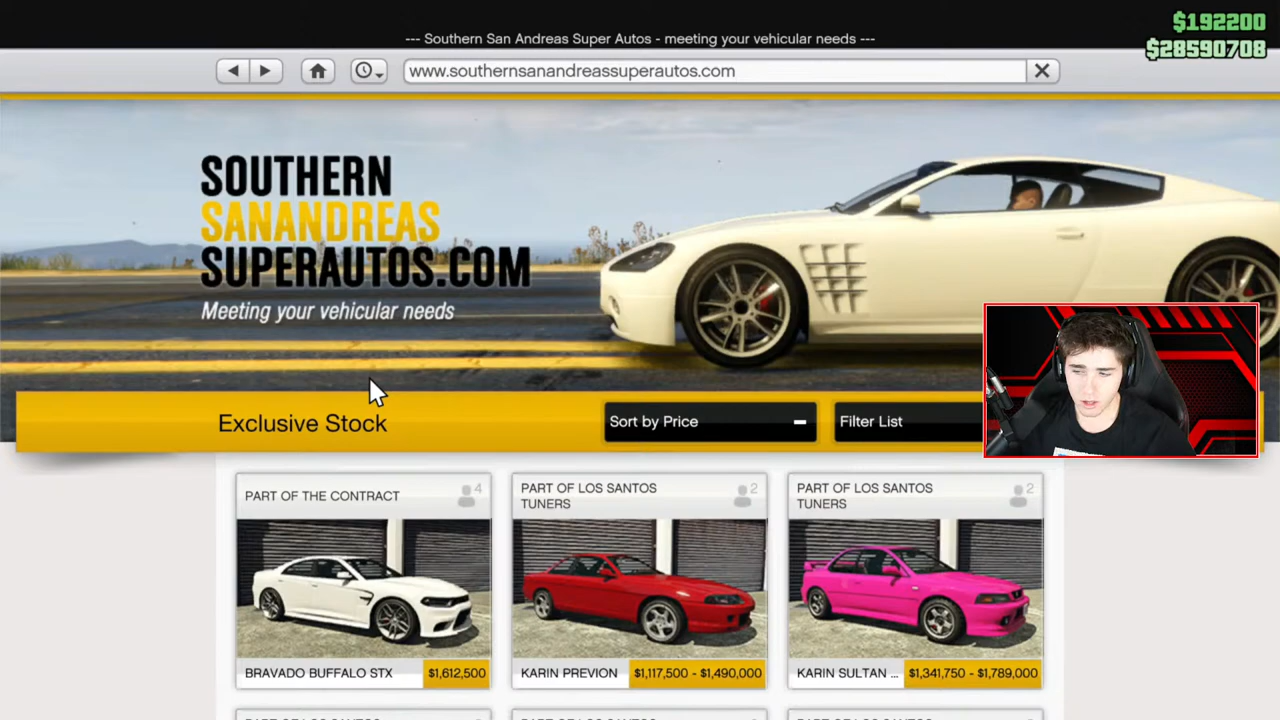 --- Southern San Andreas Super Autos - meeting your vehicular needs ---
$192200
$28590708
www.southernsanandreassuperautos.com
SOUTHERN
SANANDREAS
SUPERAUTOS.COM
Meeting your vehicular needs
Exclusive Stock
Sort by Price
Filter List
PART OF THE CONTRACT
4
PART OF LOS SANTOS
TUNERS
2
PART OF LOS SANTOS
TUNERS
2
BRAVADO BUFFALO STX
$1,612,500
KARIN PREVION
$1,117,500 - $1,490,000
KARIN SULTAN ...
$1,341,750 - $1,789,000